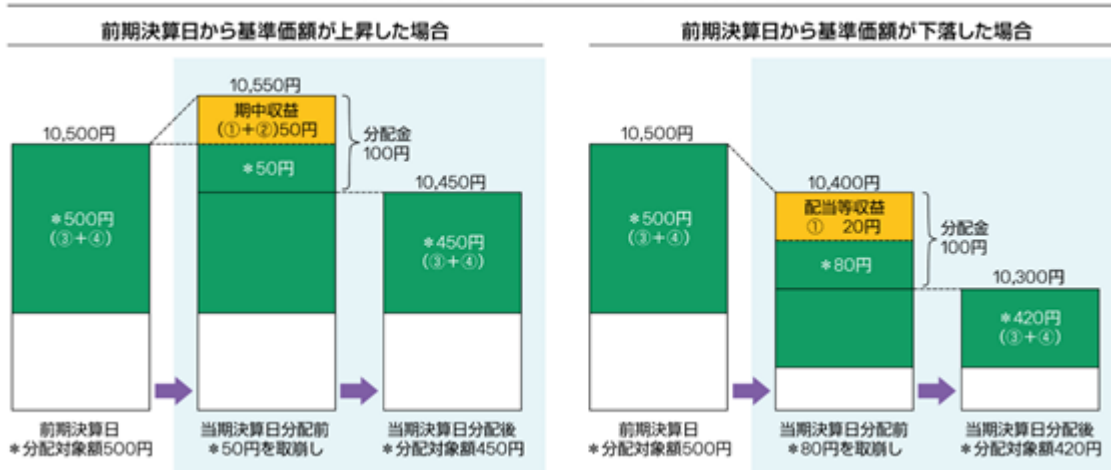 前期決算日から基準価額が上昇した場合
10,550円
期中収益
(①+②)50円
分配金
100円
10,500円
＊50円
10,450円
＊500円
(③+④)
＊450円
(③+④)
前期決算日
＊分配対象額500円
当期決算日分配前
＊50円を取崩し
当期決算日分配後
＊分配対象額450円
前期決算日から基準価額が下落した場合
10,500円
10,400円
配当等収益
① 20円
分配金
100円
＊500円
(③+④)
＊80円
10,300円
＊420円
(③+④)
前期決算日
＊分配対象額500円
当期決算日分配前
＊80円を取崩し
当期決算日分配後
＊分配対象額420円